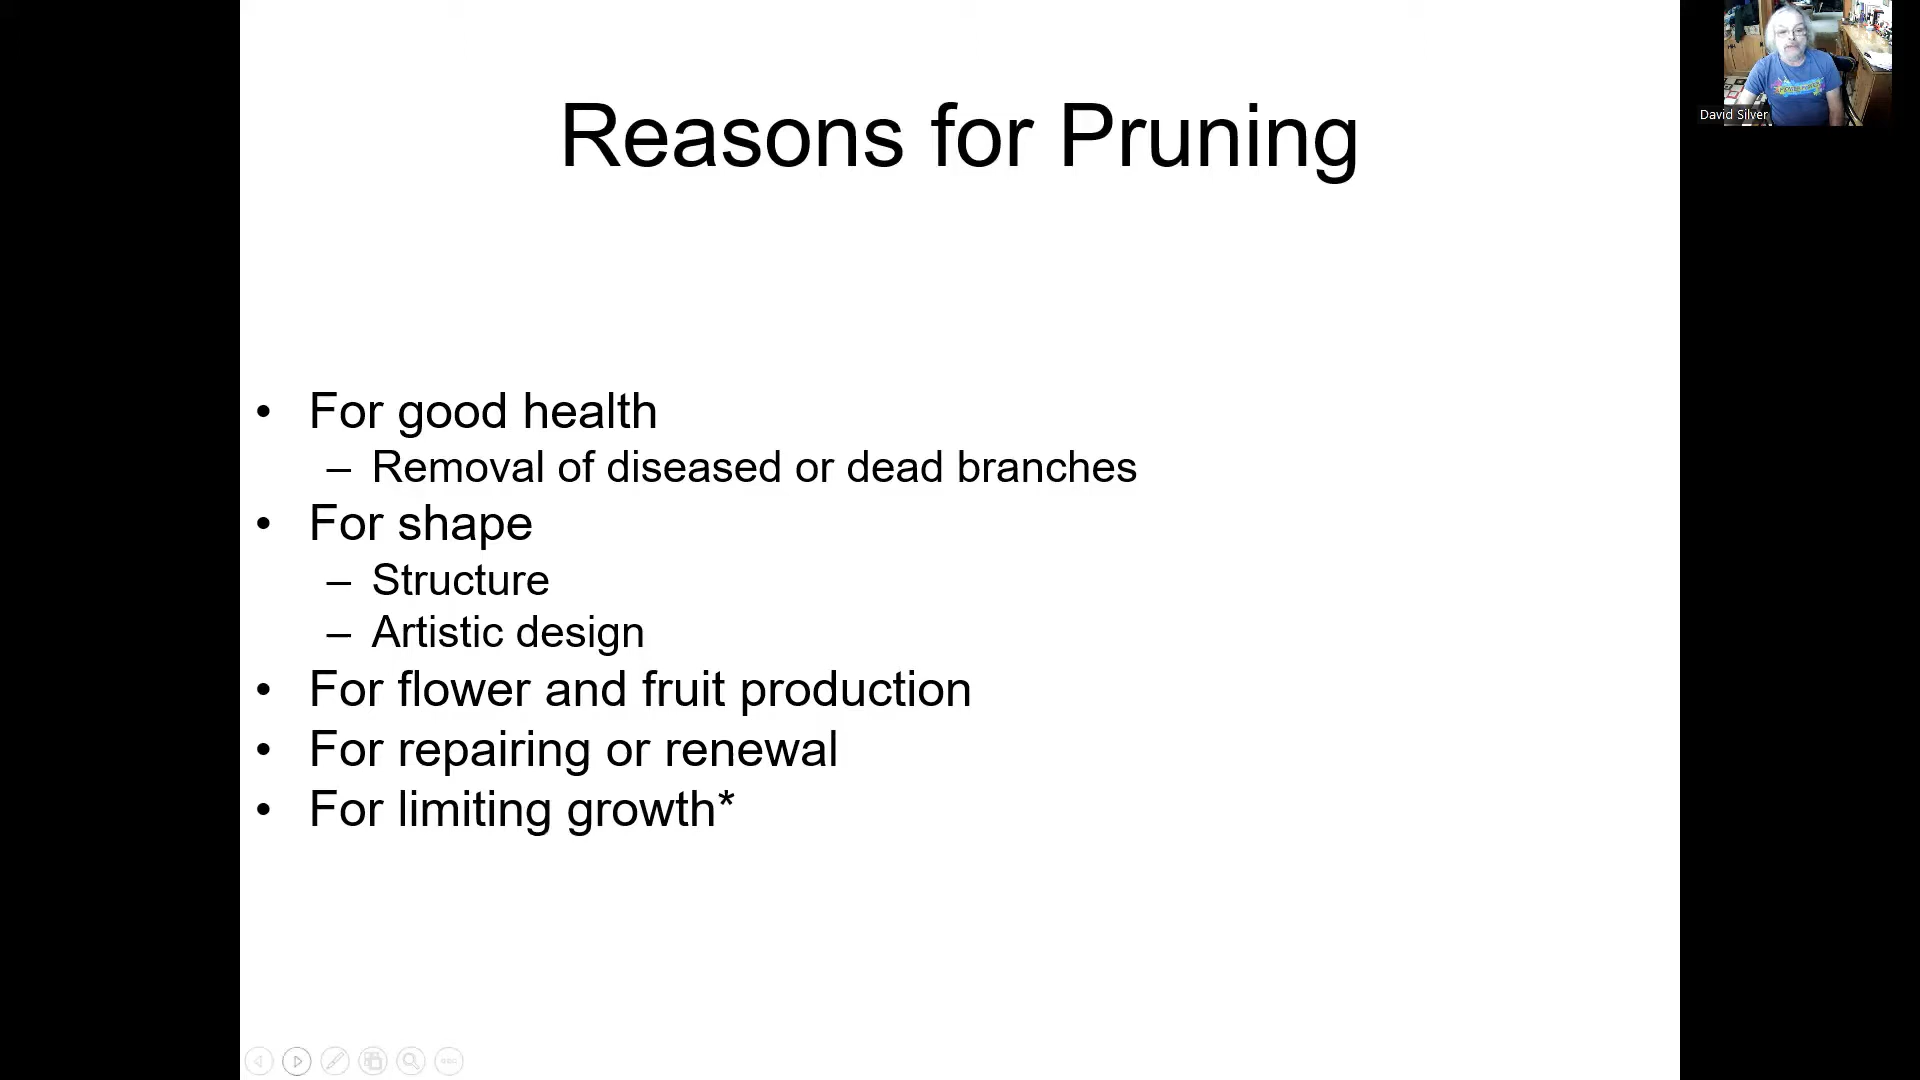 Reasons for Pruning
David Silver
• For good health
– Removal of diseased or dead branches
• For shape
– Structure
– Artistic design
• For flower and fruit production
• For repairing or renewal
• For limiting growth*